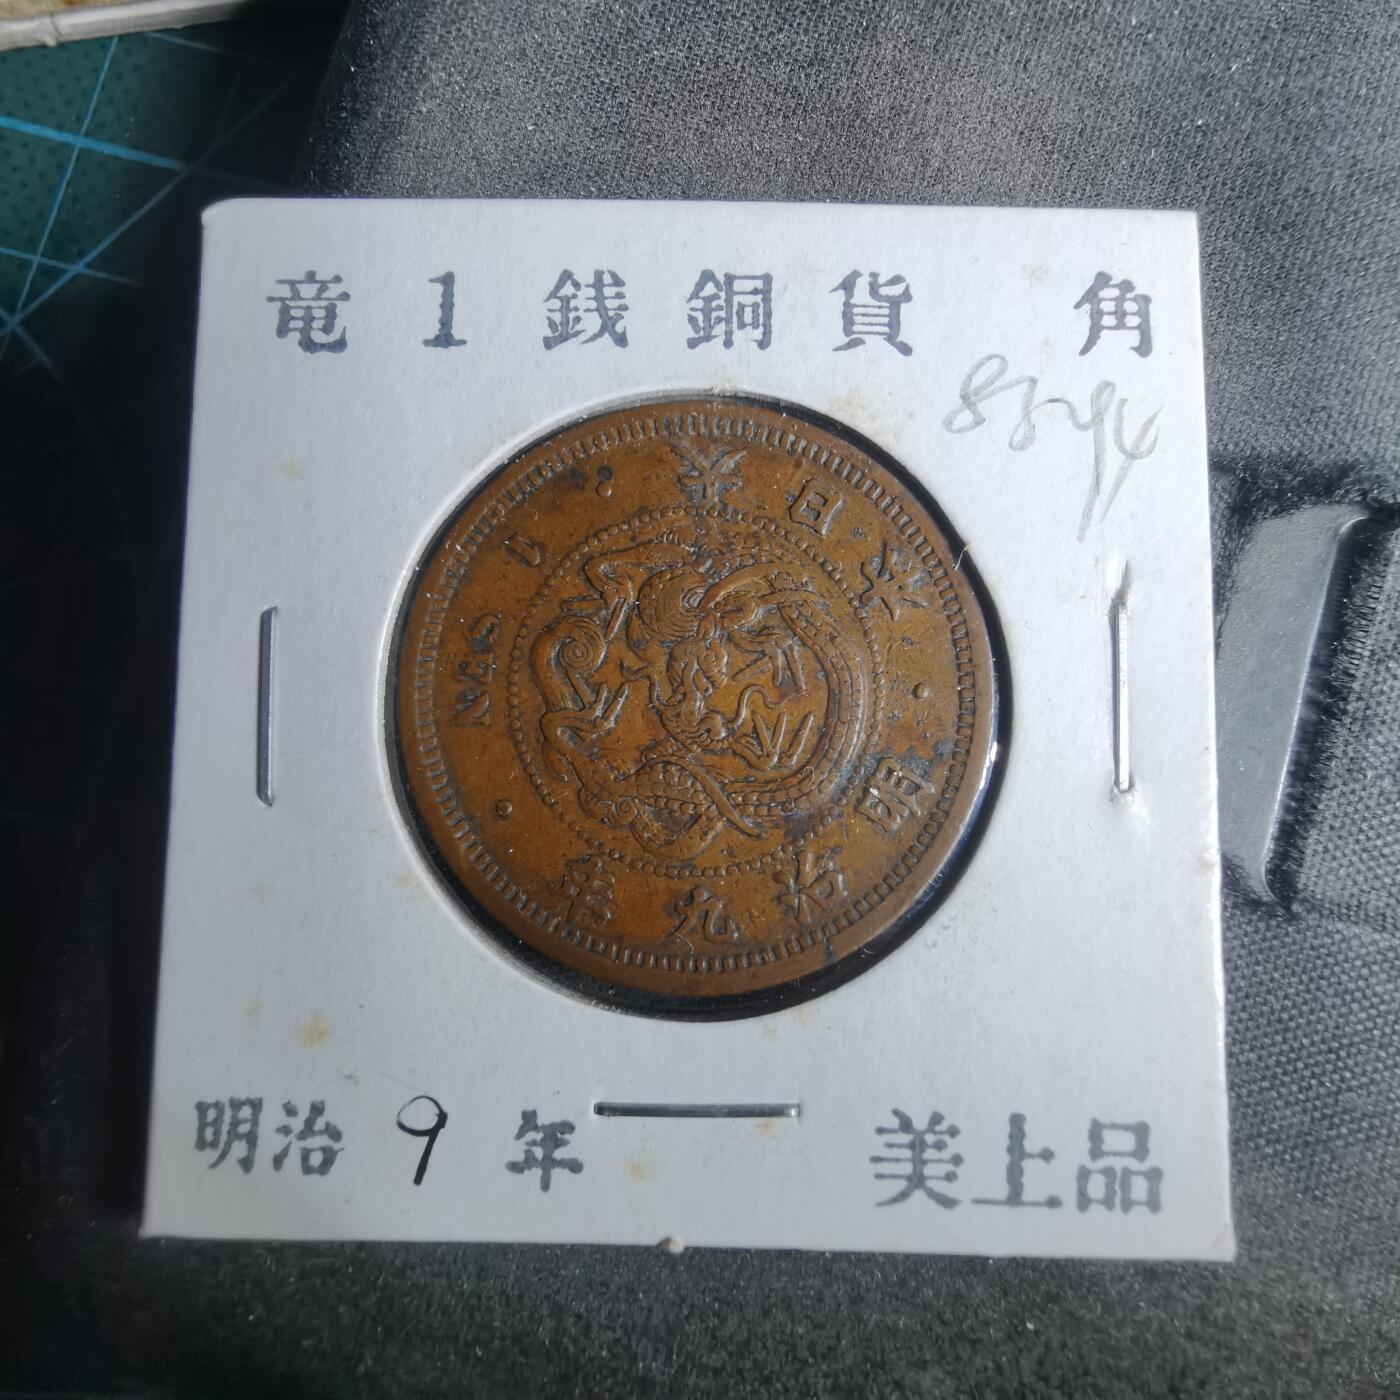 竜1銭銅貨 角
大日本・明治九年・1 SEN・
明治 9 年
美上品